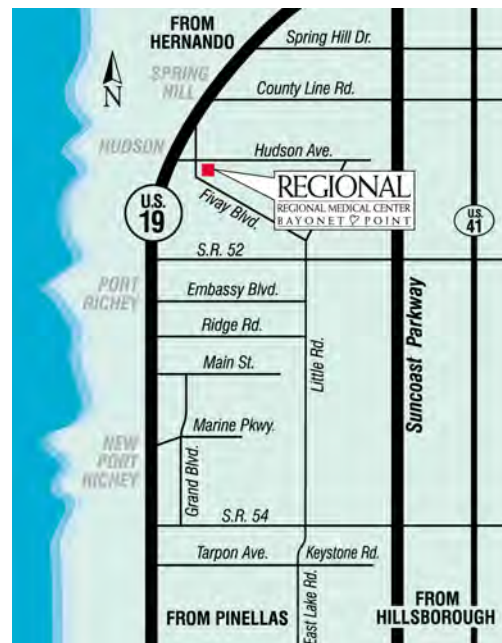 FROM
HERNANDO
Spring Hill Dr.
SPRING
HILL
N
County Line Rd.
HUDSON
Hudson Ave.
REGIONAL
REGIONAL MEDICAL CENTER
BAYONET POINT
Fivay Blvd.
U.S.
19
U.S.
41
S.R. 52
PORT
RICHEY
Embassy Blvd.
Ridge Rd.
Main St.
Little Rd.
Suncoast Parkway
Marine Pkwy.
NEW
PORT
RICHEY
Grand Blvd.
S.R. 54
Tarpon Ave.
Keystone Rd.
East Lake Rd.
FROM PINELLAS
FROM
HILLSBOROUGH